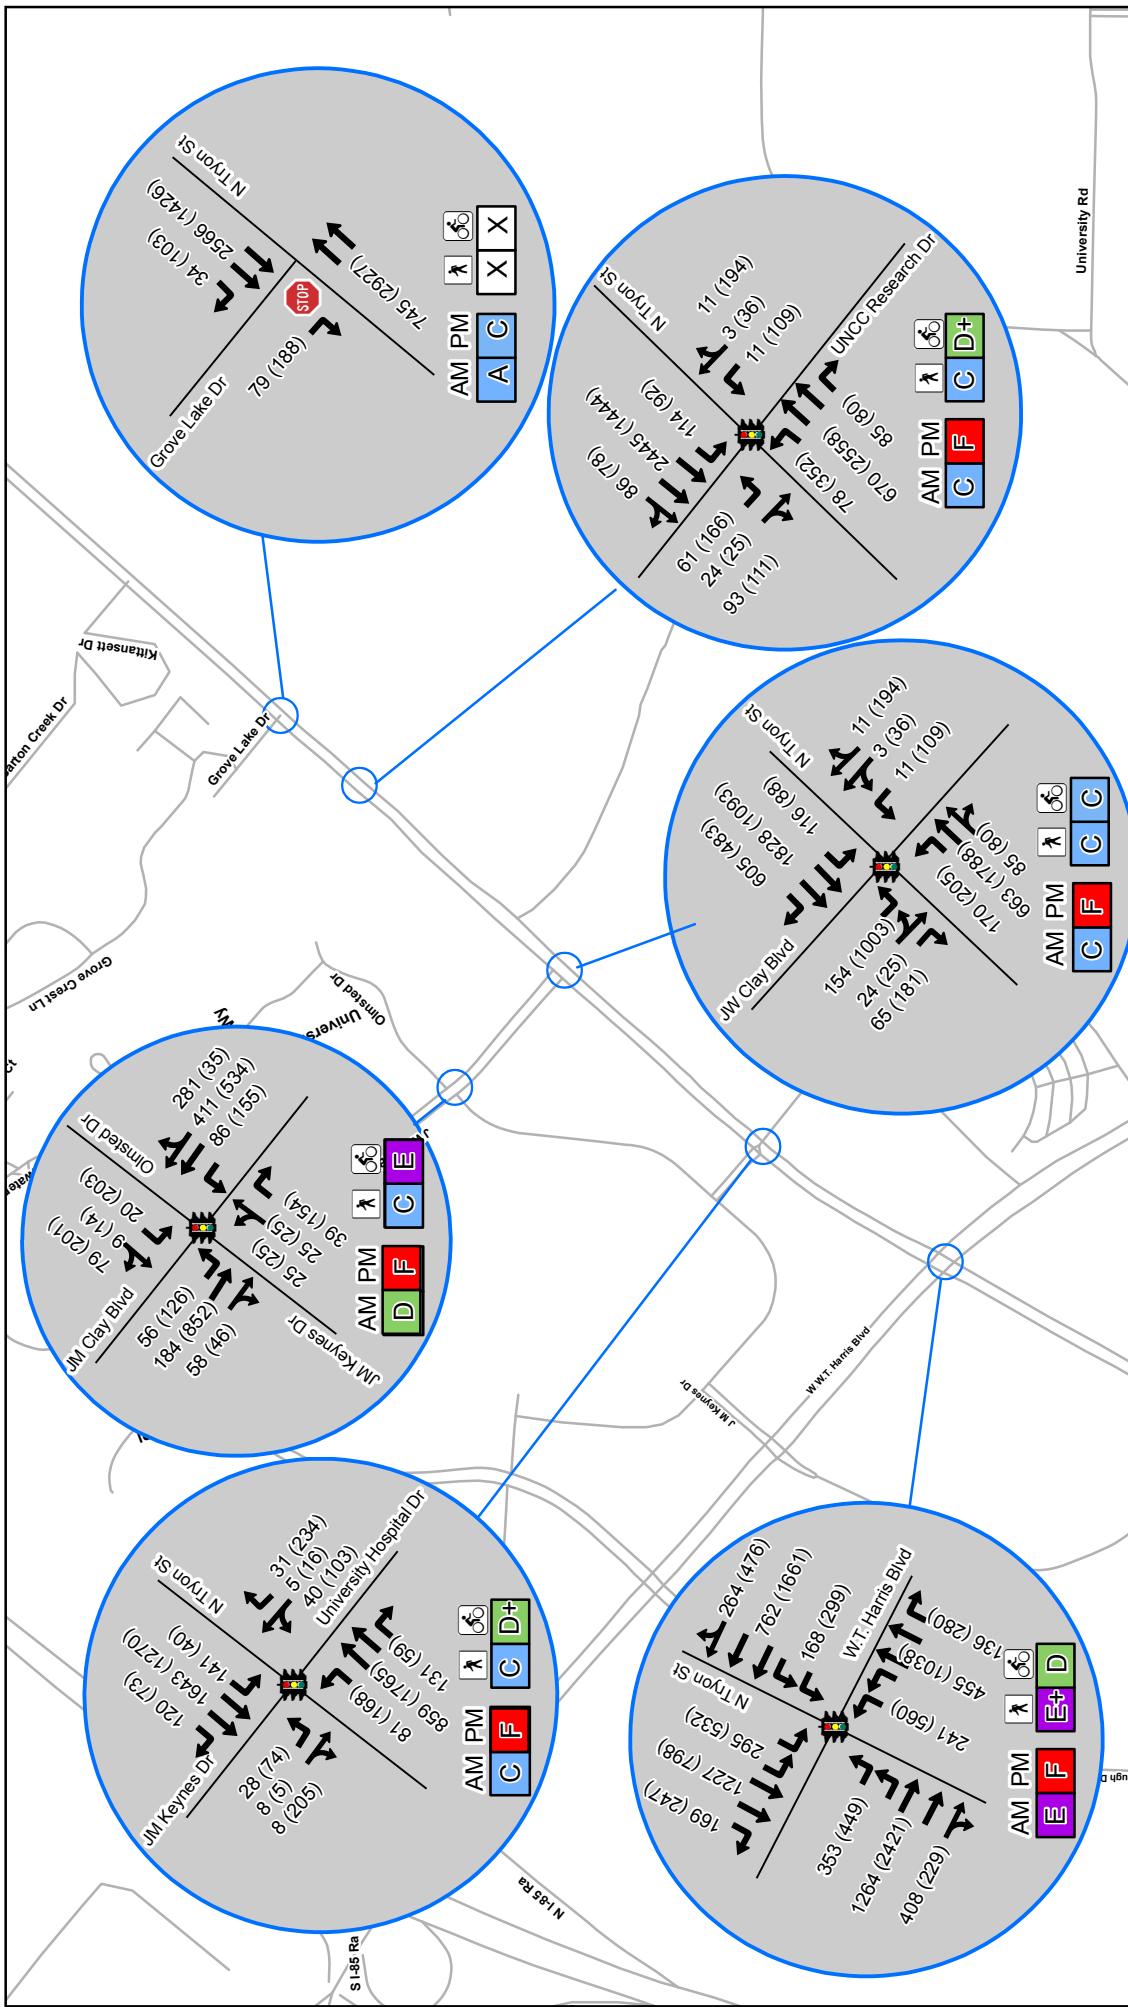 N Tryon St
2566 (1426)
34 (103)
STOP
745 (2927)
79 (188)
Grove Lake Dr
AM PM
A C
X X
N Tryon St
11 (194)
3 (36)
11 (109)
UNCC Research Dr
114 (92)
2445 (1444)
86 (78)
61 (166)
24 (25)
93 (111)
78 (352)
670 (2558)
85 (80)
AM PM
C F
C D+
University Rd
Kittansett Dr
arton Creek Dr
Grove Lake Dr
Grove Crest Ln
Olmsted Dr
Univers
Wy
N Tryon St
11 (194)
3 (36)
11 (109)
116 (88)
1828 (1093)
605 (483)
JW Clay Blvd
154 (1003)
24 (25)
65 (181)
170 (205)
663 (1788)
85 (80)
AM PM
C F
C C
Olmsted Dr
281 (35)
411 (534)
86 (155)
20 (203)
9 (14)
79 (201)
JM Clay Blvd
56 (126)
184 (852)
58 (46)
JM Keynes Dr
25 (25)
25 (25)
39 (154)
AM PM
D F
C E
W W.T. Harris Blvd
J M Keynes Dr
N Tryon St
31 (234)
5 (16)
40 (103)
University Hospital Dr
141 (40)
1643 (1270)
120 (73)
JM Keynes Dr
28 (74)
8 (5)
8 (205)
81 (168)
859 (1765)
131 (59)
AM PM
C F
C D+
264 (476)
762 (1661)
168 (299)
W.T. Harris Blvd
N Tryon St
295 (532)
1227 (798)
169 (247)
353 (449)
1264 (2421)
408 (229)
241 (560)
455 (1038)
136 (280)
AM PM
E F
E+ D
N I-85 Ra
S I-85 Ra